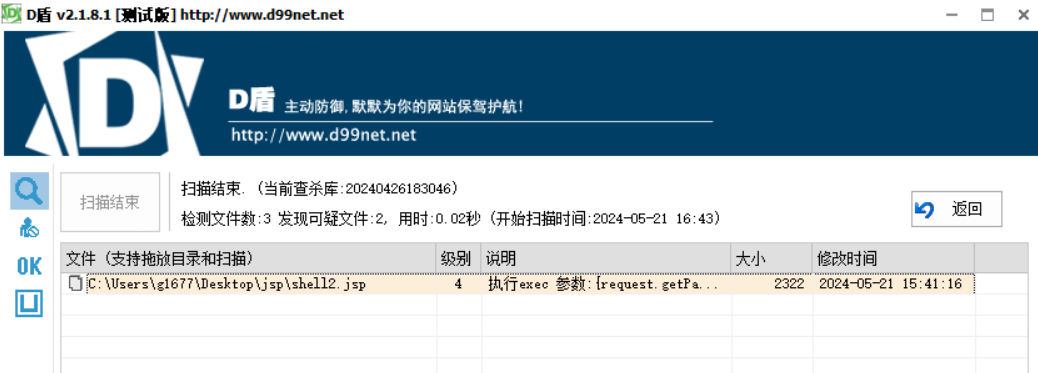 D盾 v2.1.8.1 [测试版] http://www.d99net.net
D盾 主动防御,默默为你的网站保驾护航!
http://www.d99net.net
扫描结束
扫描结束. (当前查杀库:20240426183046)
检测文件数:3 发现可疑文件:2, 用时:0.02秒 (开始扫描时间:2024-05-21 16:43)
返回
OK
文件 (支持拖放目录和扫描) 级别 说明 大小 修改时间
C:\Users\g1677\Desktop\jsp\shell2.jsp 4 执行exec 参数:{request.getPa... 2322 2024-05-21 15:41:16